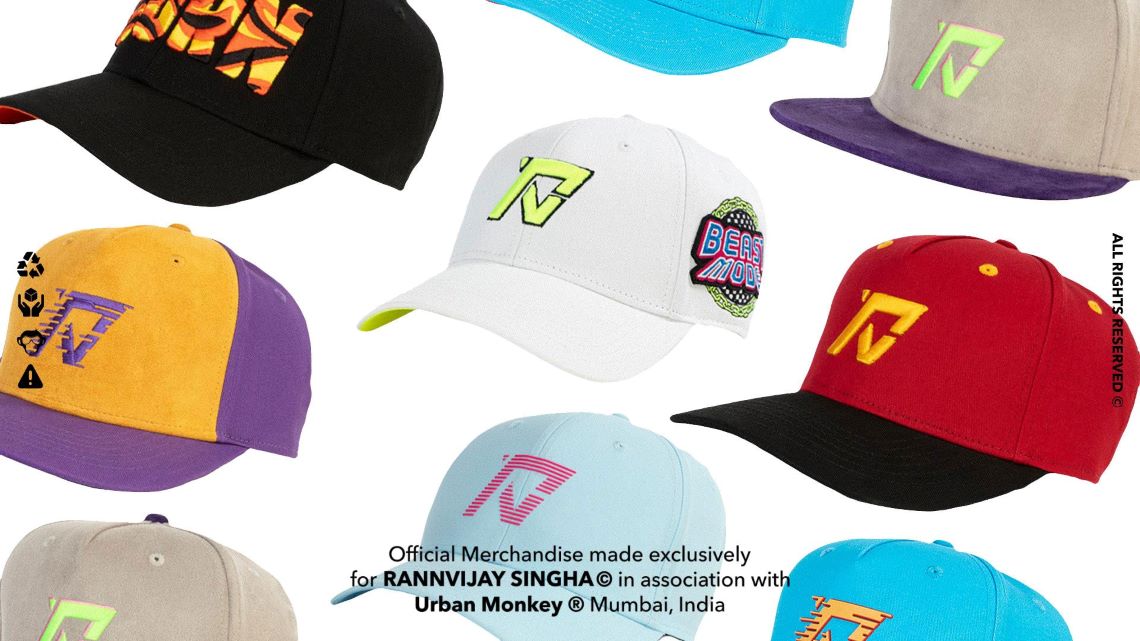 BEAST
MODE
ALL RIGHTS RESERVED ©
Official Merchandise made exclusively
for RANNVIJAY SINGHA© in association with
Urban Monkey ® Mumbai, India